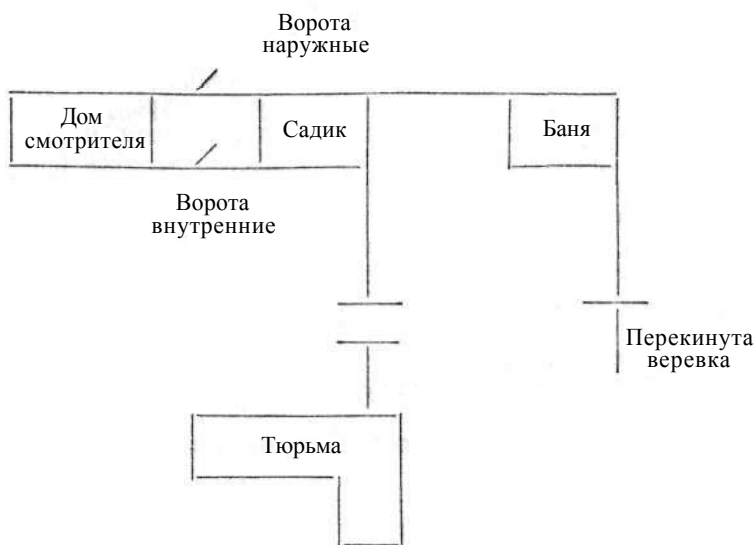 Ворота
наружные
Дом
смотрителя
Садик
Баня
Ворота
внутренние
Перекинута
веревка
Тюрьма